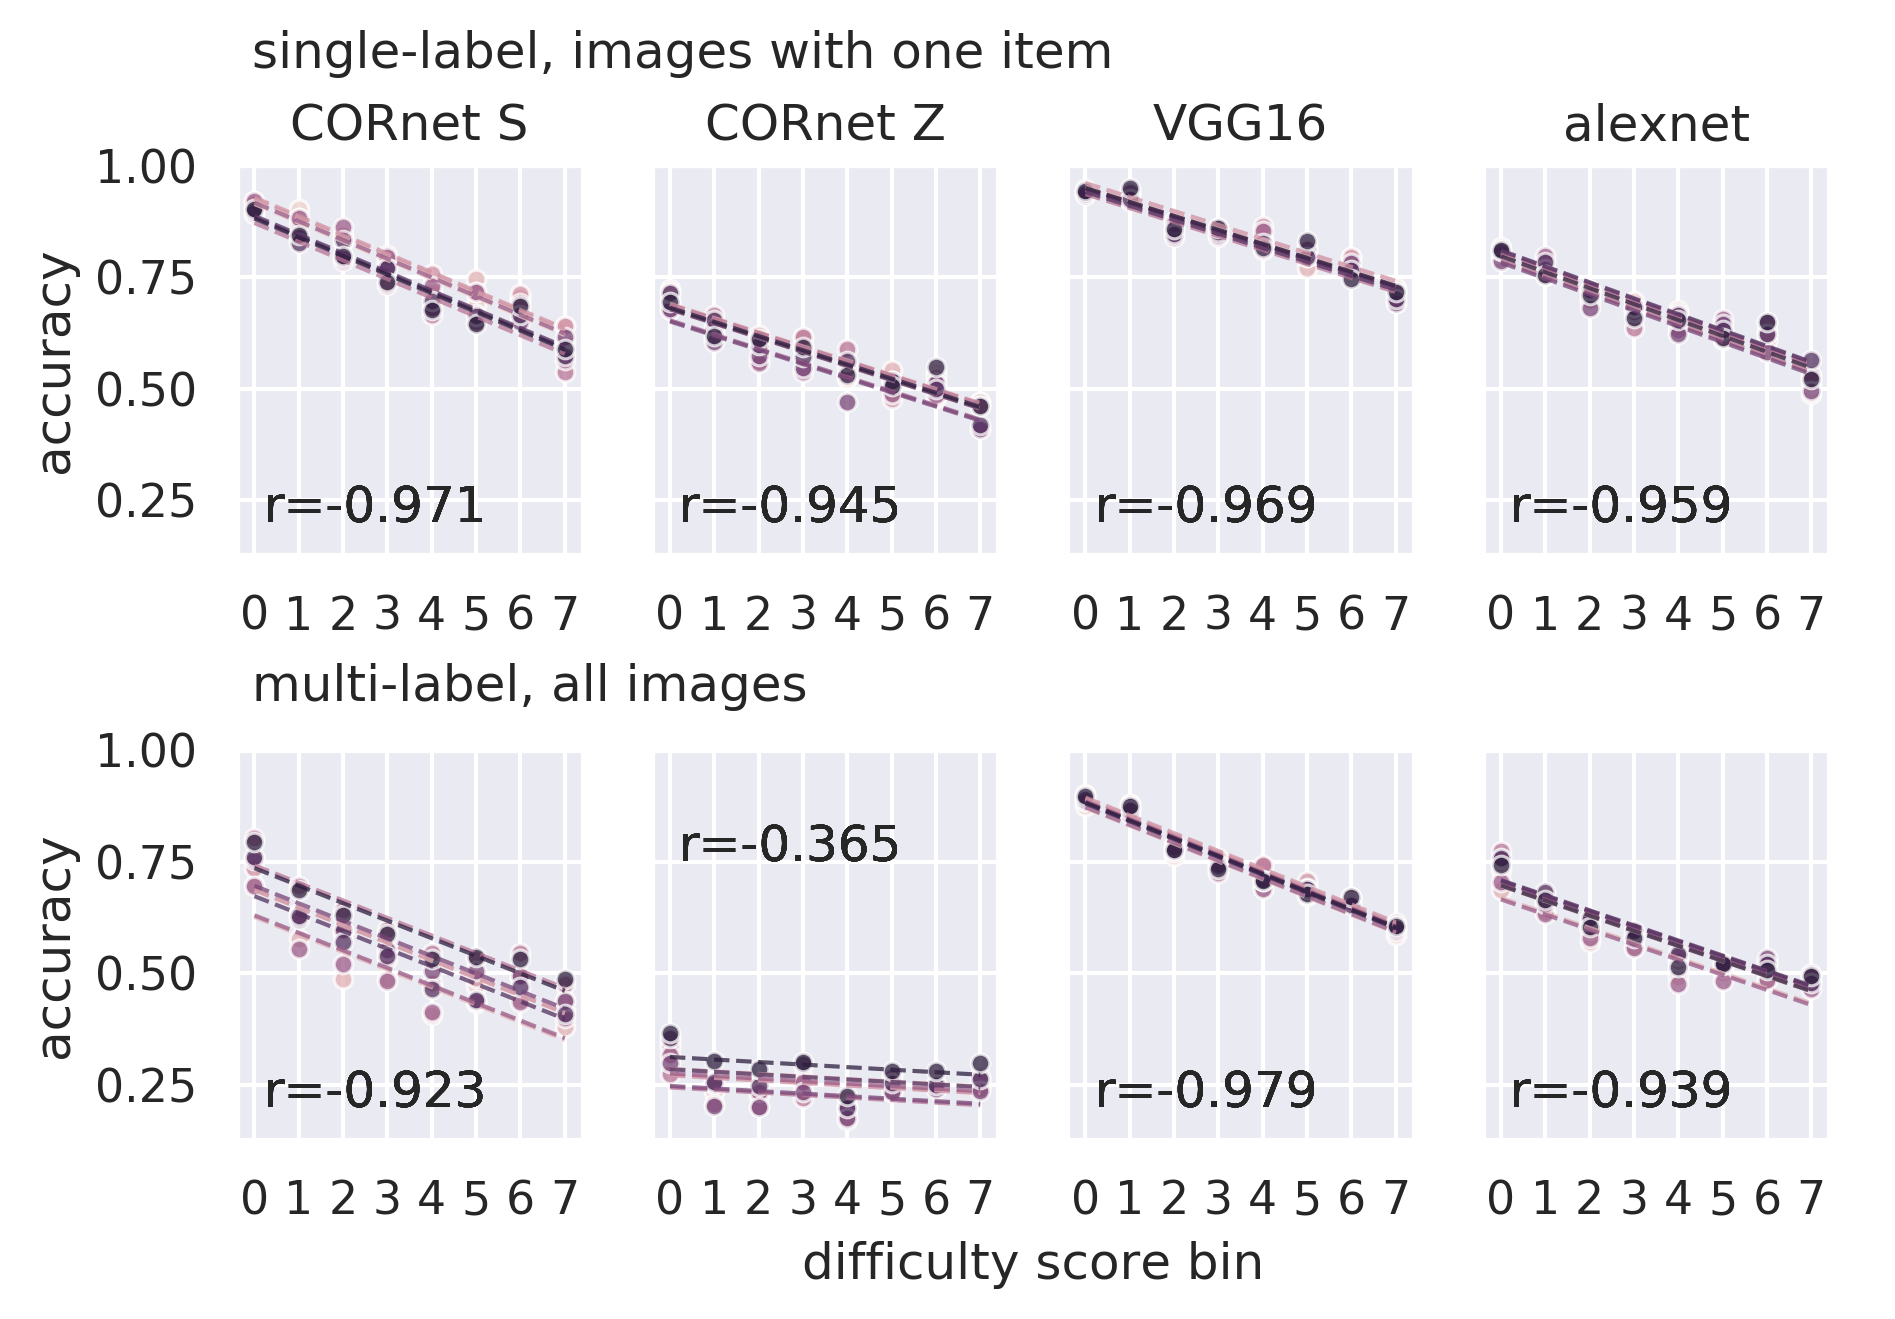 single-label, images with one item
CORnet S CORnet Z VGG16 alexnet
accuracy
1.00
0.75
0.50
0.25
r=-0.971 r=-0.945 r=-0.969 r=-0.959
0 1 2 3 4 5 6 7 0 1 2 3 4 5 6 7 0 1 2 3 4 5 6 7 0 1 2 3 4 5 6 7
multi-label, all images
accuracy
1.00
0.75
0.50
0.25
r=-0.923 r=-0.365 r=-0.979 r=-0.939
0 1 2 3 4 5 6 7 0 1 2 3 4 5 6 7 0 1 2 3 4 5 6 7 0 1 2 3 4 5 6 7
difficulty score bin